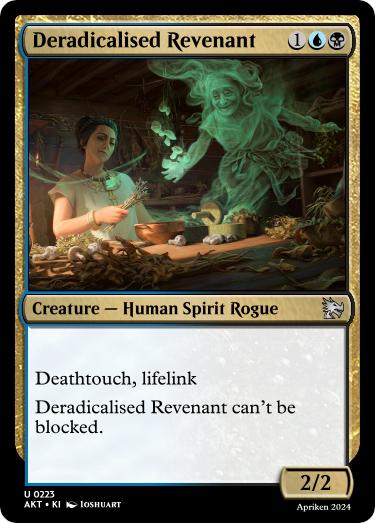 Deradicalised Revenant 1
Creature — Human Spirit Rogue
Deathtouch, lifelink
Deradicalised Revenant can't be
blocked.
2/2
U 0223
AKT • KI Ioshuart
Apriken 2024